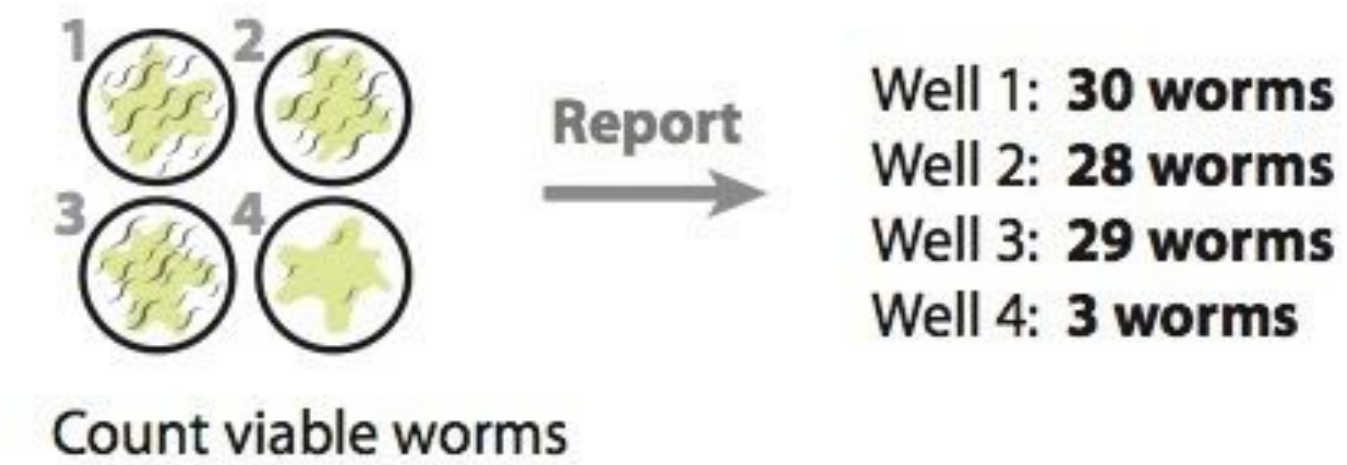 1
2
3
4
Report
Well 1: 30 worms
Well 2: 28 worms
Well 3: 29 worms
Well 4: 3 worms
Count viable worms